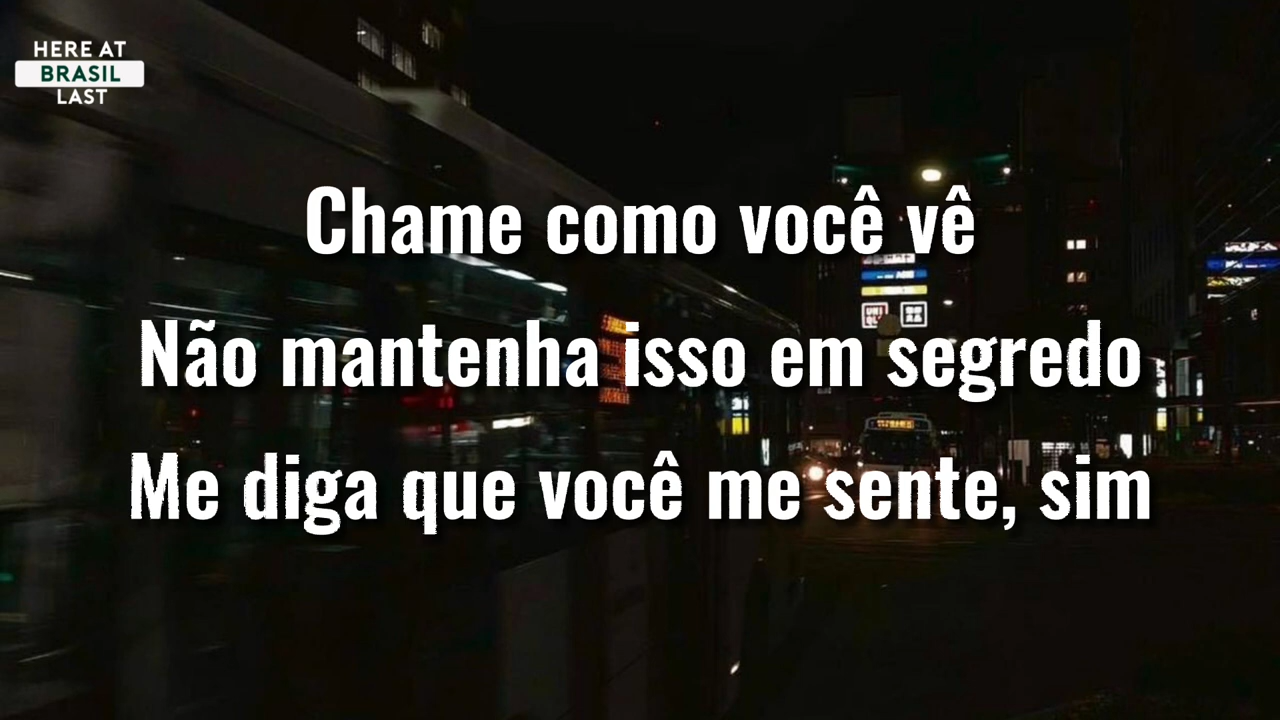 HERE AT
BRASIL
LAST
Chame como você vê
Não mantenha isso em segredo
Me diga que você me sente, sim